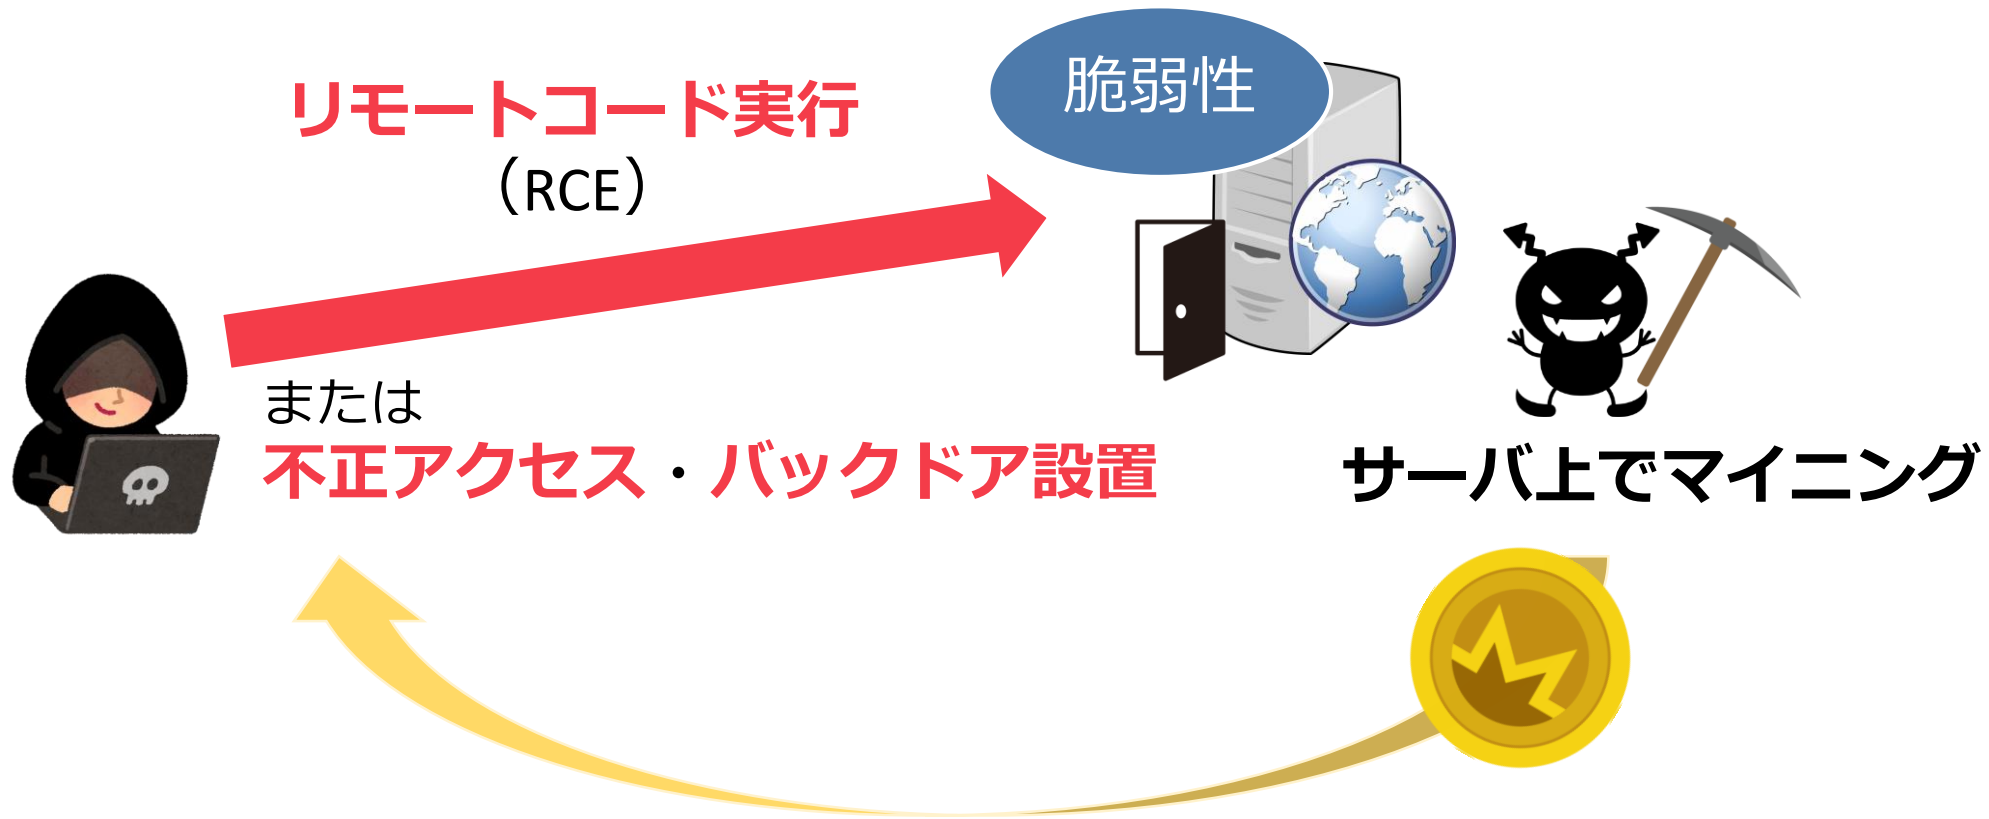 脆弱性
リモートコード実行
（RCE）
または
不正アクセス・バックドア設置
サーバ上でマイニング